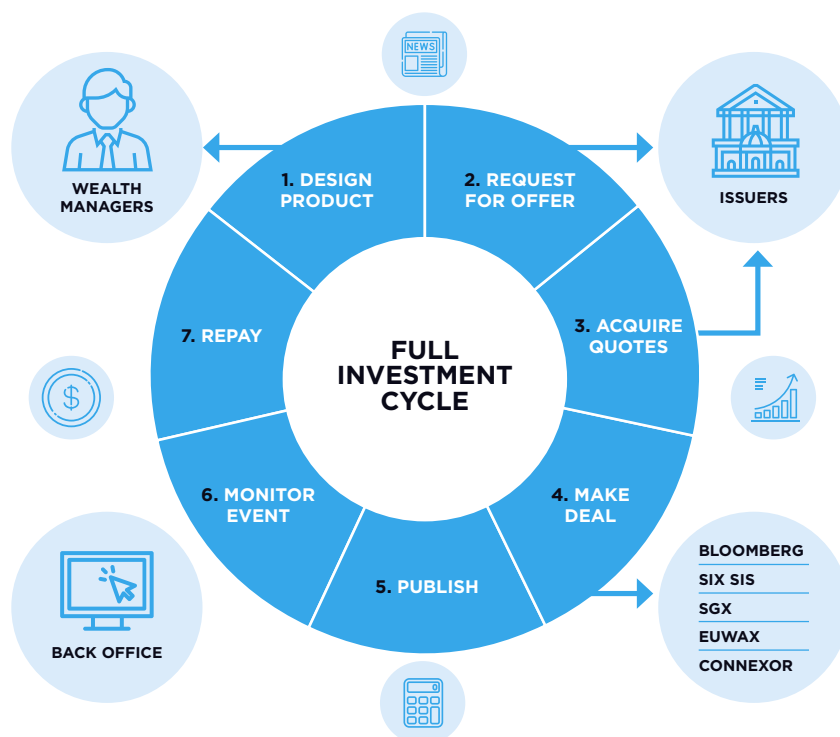 NEWS
WEALTH
MANAGERS
1. DESIGN
PRODUCT
2. REQUEST
FOR OFFER
ISSUERS
7. REPAY
FULL
INVESTMENT
CYCLE
3. ACQUIRE
QUOTES
$
6. MONITOR
EVENT
4. MAKE
DEAL
5. PUBLISH
BACK OFFICE
BLOOMBERG
SIX SIS
SGX
EUWAX
CONNEXOR